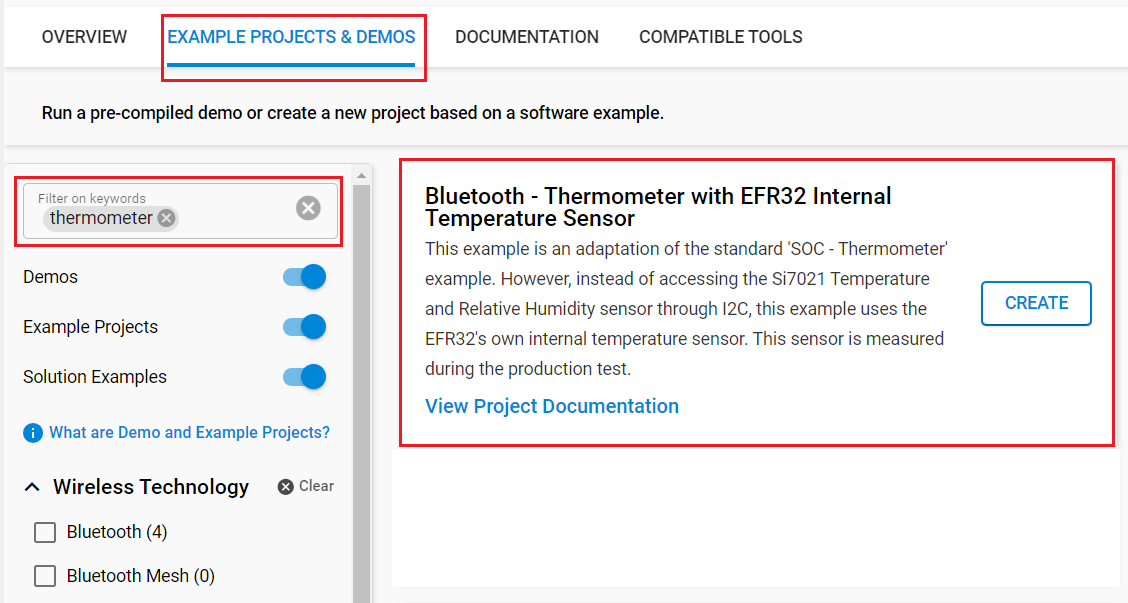 OVERVIEW
EXAMPLE PROJECTS & DEMOS
DOCUMENTATION
COMPATIBLE TOOLS
Run a pre-compiled demo or create a new project based on a software example.
Filter on keywords
thermometer
Demos
Example Projects
Solution Examples
What are Demo and Example Projects?
Wireless Technology
Clear
Bluetooth (4)
Bluetooth Mesh (0)
Bluetooth - Thermometer with EFR32 Internal
Temperature Sensor
This example is an adaptation of the standard 'SOC - Thermometer'
example. However, instead of accessing the Si7021 Temperature
and Relative Humidity sensor through I2C, this example uses the
EFR32's own internal temperature sensor. This sensor is measured
during the production test.
View Project Documentation
CREATE